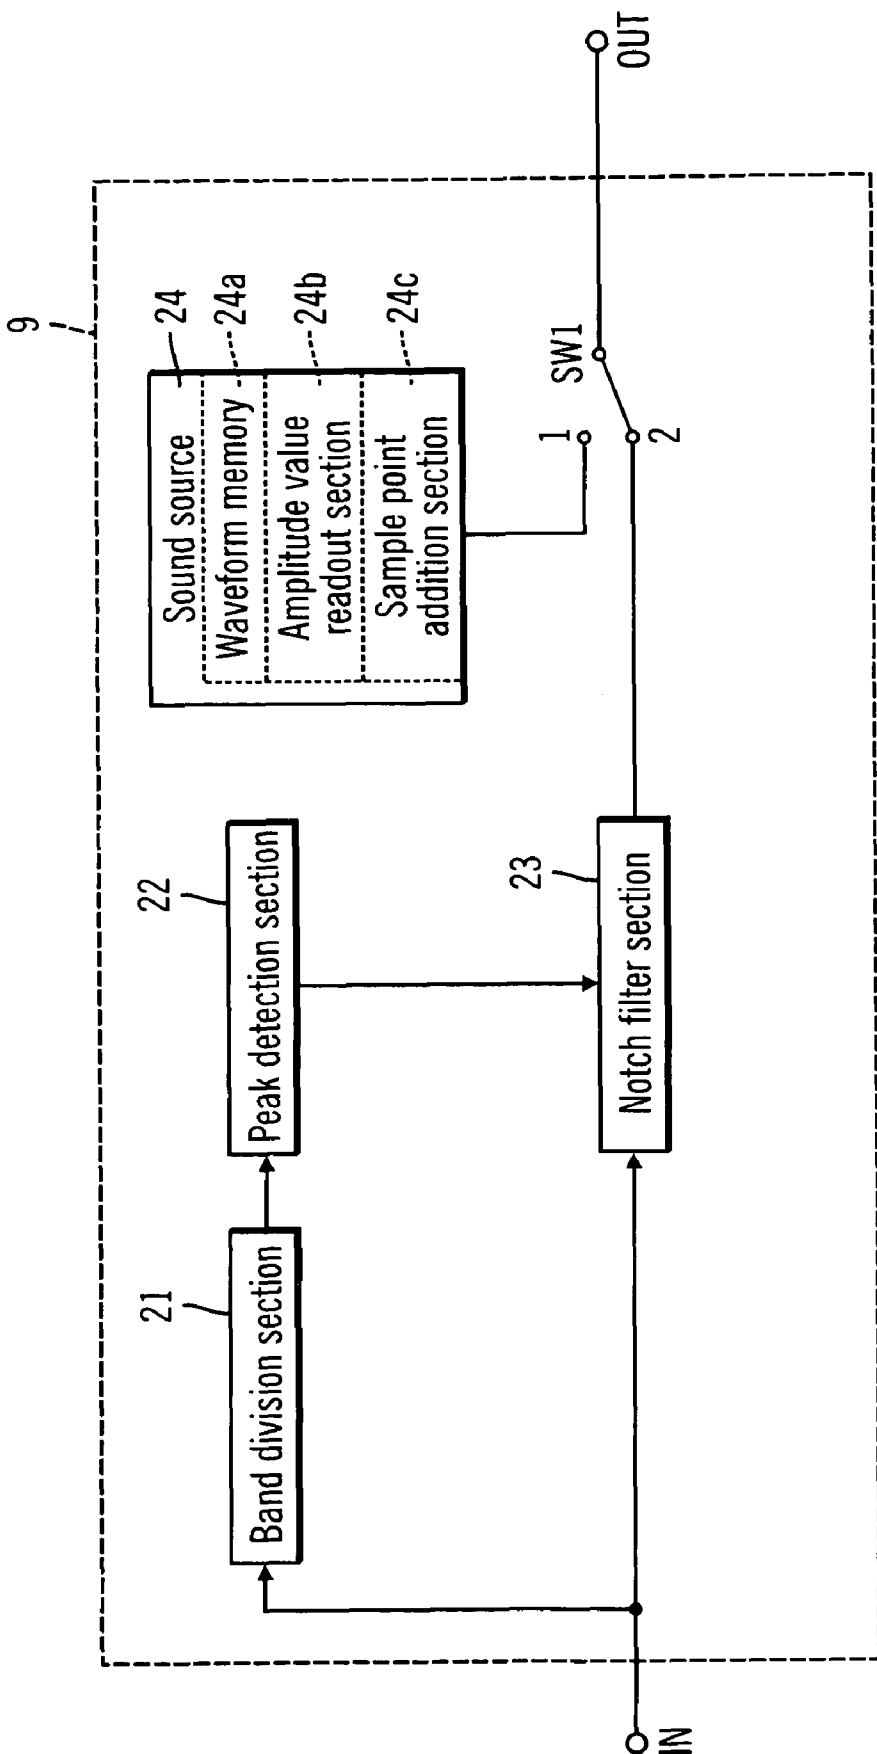 9
24
24a
24b
24c
Sound source
Waveform memory
Amplitude value
readout section
Sample point
addition section
22
Peak detection section
21
Band division section
23
Notch filter section
1
2
SW1
IN
OUT